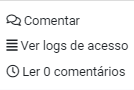 Comentar
Ver logs de acesso
Ler 0 comentários